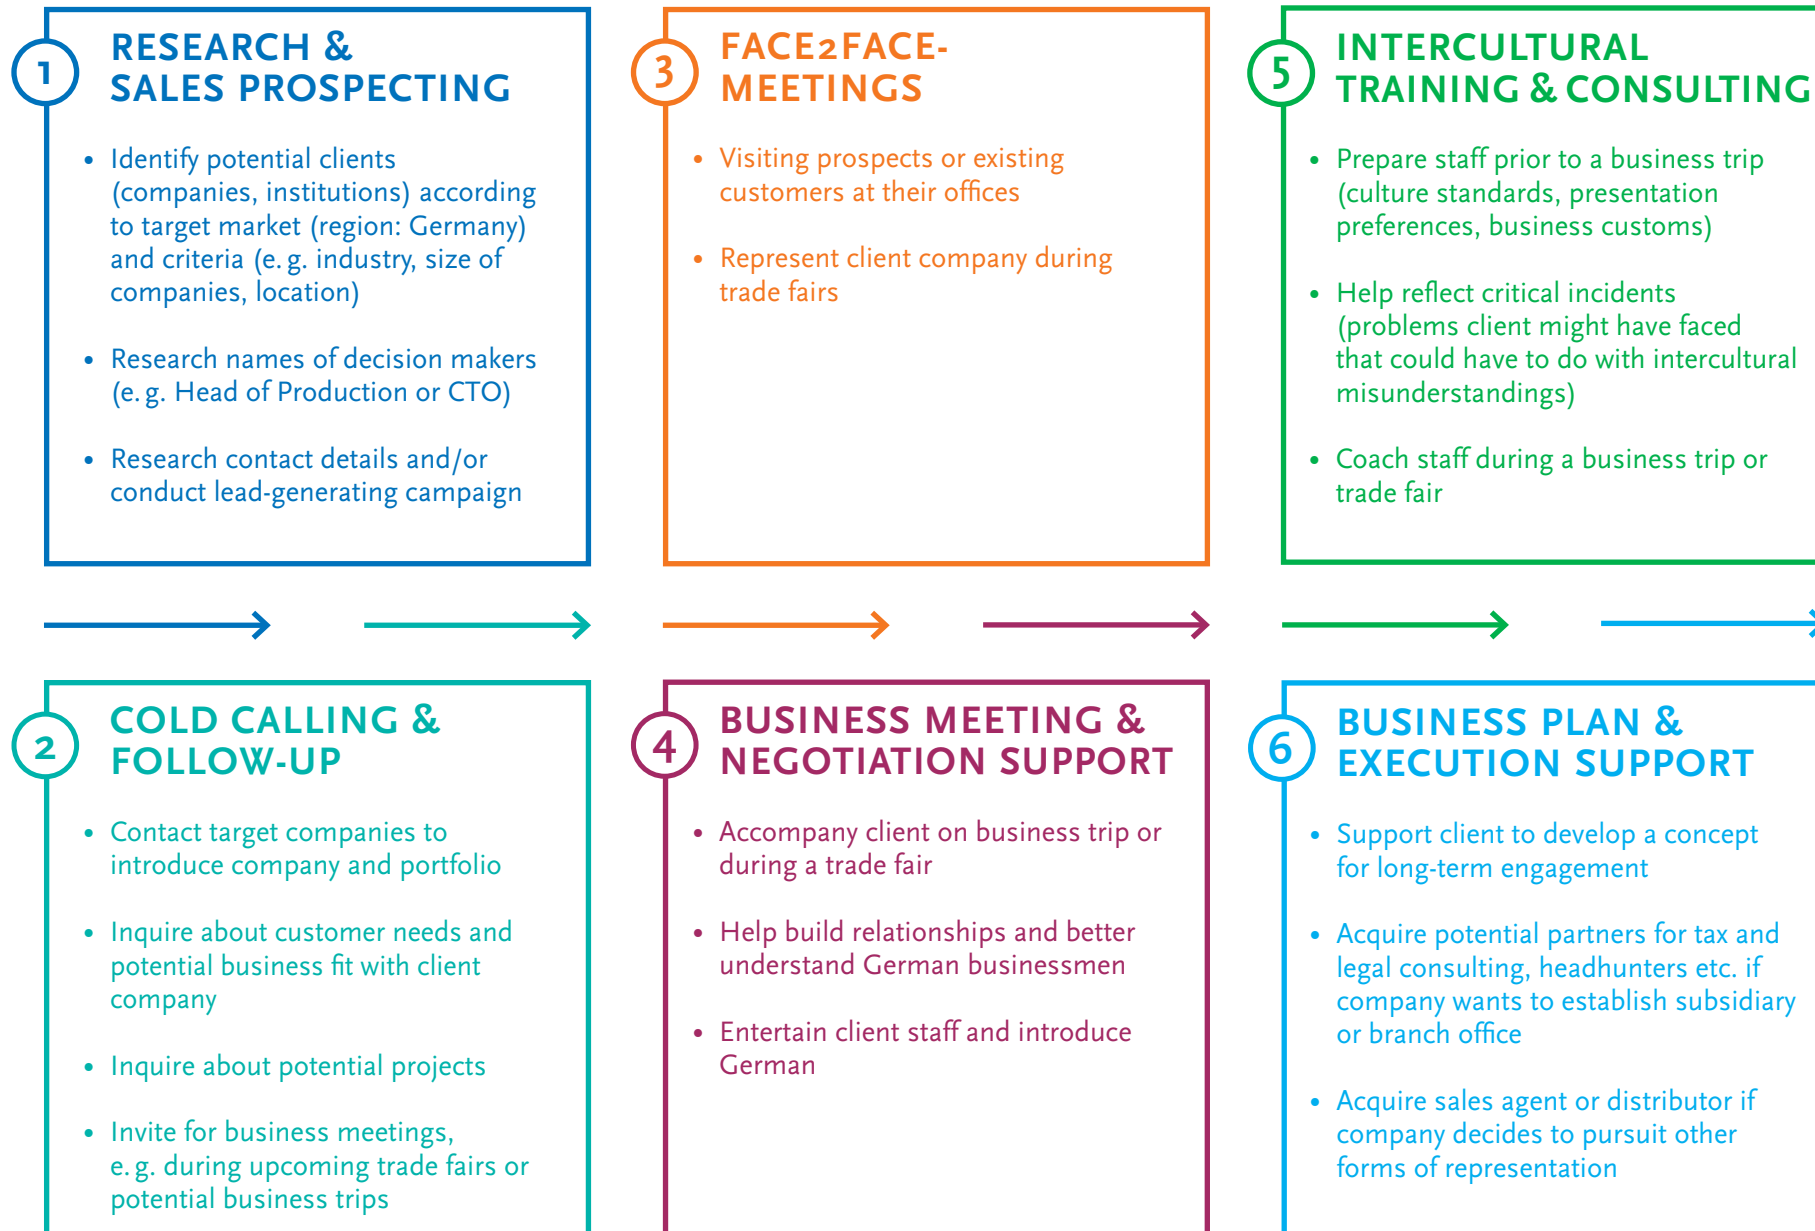 1
RESEARCH &
SALES PROSPECTING
• Identify potential clients
(companies, institutions) according
to target market (region: Germany)
and criteria (e. g. industry, size of
companies, location)
• Research names of decision makers
(e. g. Head of Production or CTO)
• Research contact details and/or
conduct lead-generating campaign
2
COLD CALLING &
FOLLOW-UP
• Contact target companies to
introduce company and portfolio
• Inquire about customer needs and
potential business fit with client
company
• Inquire about potential projects
• Invite for business meetings,
e. g. during upcoming trade fairs or
potential business trips
3
FACE2FACE-
MEETINGS
• Visiting prospects or existing
customers at their offices
• Represent client company during
trade fairs
4
BUSINESS MEETING &
NEGOTIATION SUPPORT
• Accompany client on business trip or
during a trade fair
• Help build relationships and better
understand German businessmen
• Entertain client staff and introduce
German
5
INTERCULTURAL
TRAINING & CONSULTING
• Prepare staff prior to a business trip
(culture standards, presentation
preferences, business customs)
• Help reflect critical incidents
(problems client might have faced
that could have to do with intercultural
misunderstandings)
• Coach staff during a business trip or
trade fair
6
BUSINESS PLAN &
EXECUTION SUPPORT
• Support client to develop a concept
for long-term engagement
• Acquire potential partners for tax and
legal consulting, headhunters etc. if
company wants to establish subsidiary
or branch office
• Acquire sales agent or distributor if
company decides to pursuit other
forms of representation